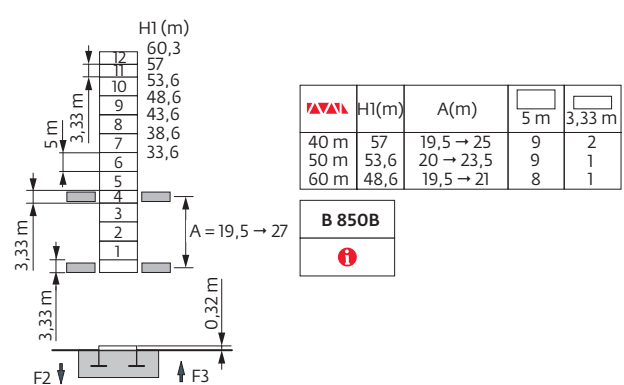 H1 (m)
60,3
57
53,6
48,6
43,6
38,6
33,6
12
11
10
9
8
7
6
5
4
3
2
1
3,33 m
5 m
3,33 m
3,33 m
A = 19,5 → 27
0,32 m
F2
F3
H1(m) A(m) 5 m 3,33 m
40 m 57 19,5 → 25 9 2
50 m 53,6 20 → 23,5 9 1
60 m 48,6 19,5 → 21 8 1
B 850B
i